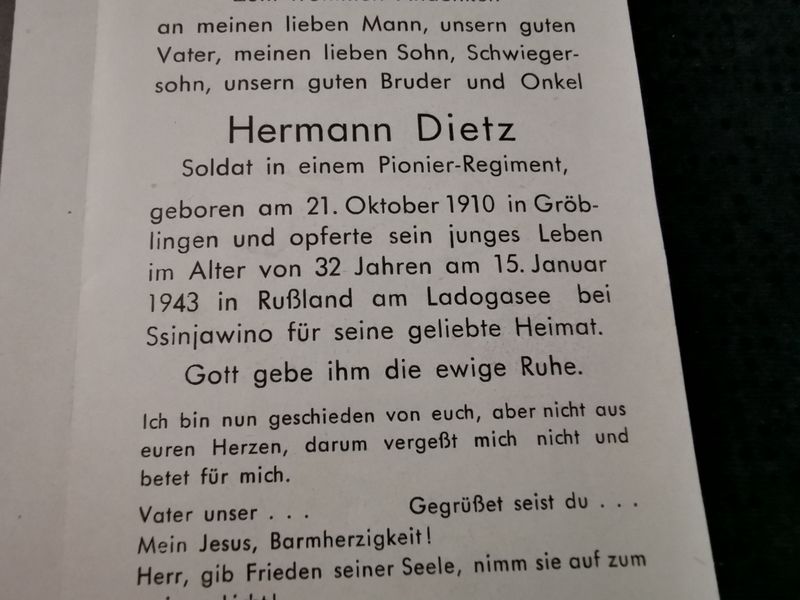 an meinen lieben Mann, unsern guten
Vater, meinen lieben Sohn, Schwieger-
sohn, unsern guten Bruder und Onkel
Hermann Dietz
Soldat in einem Pionier-Regiment,
geboren am 21. Oktober 1910 in Gröb-
lingen und opferte sein junges Leben
im Alter von 32 Jahren am 15. Januar
1943 in Rußland am Ladogasee bei
Ssinjawino für seine geliebte Heimat.
Gott gebe ihm die ewige Ruhe.
Ich bin nun geschieden von euch, aber nicht aus
euren Herzen, darum vergeßt mich nicht und
betet für mich.
Vater unser . . . Gegrüßet seist du . . .
Mein Jesus, Barmherzigkeit!
Herr, gib Frieden seiner Seele, nimm sie auf zum